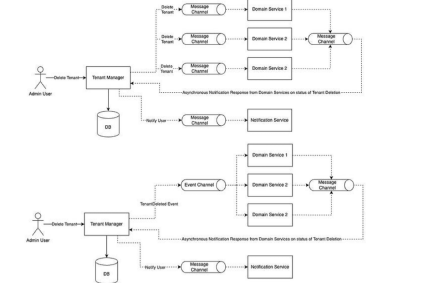 Delete
Tenant
Message
Channel
Domain Service 1
Delete
Tenant
Message
Channel
Domain Service 2
Message
Channel
Delete
Tenant
Message
Channel
Domain Service 2
Delete Tenant
Tenant Manager
Admin User
Asynchronous Notification Response from Domain Services on status of Tenant Deletion
DB
Notify User
Message
Channel
Notification Service
Domain Service 1
Event Channel
Domain Service 2
Message
Channel
TenantDeleted Event
Domain Service 2
Delete Tenant
Tenant Manager
Admin User
Asynchronous Notification Response from Domain Services on status of Tenant Deletion
DB
Notify User
Message
Channel
Notification Service